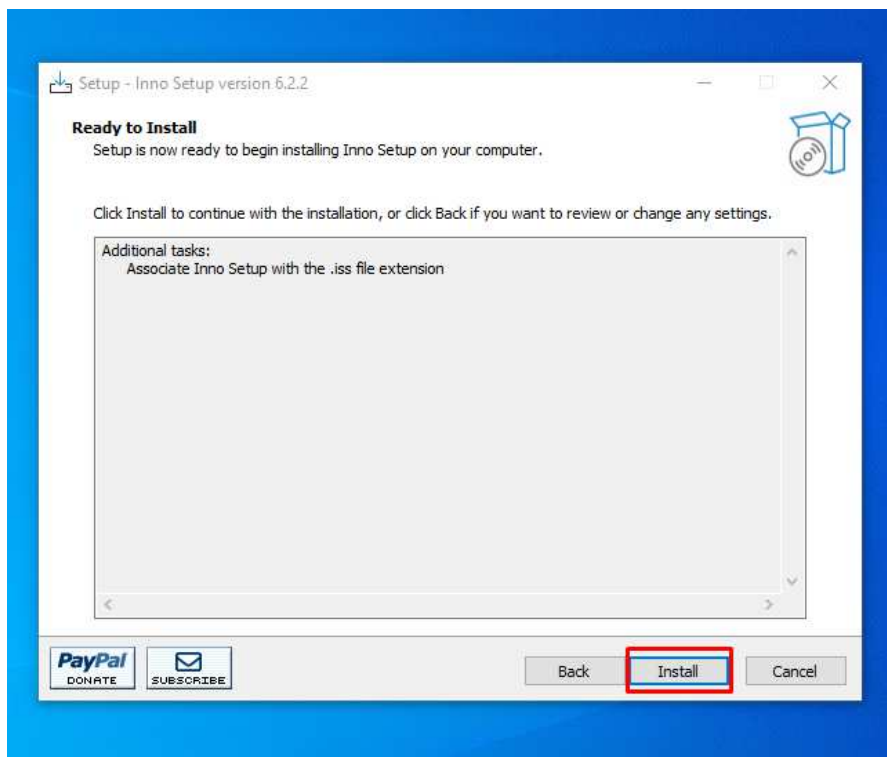 Setup - Inno Setup version 6.2.2
Ready to Install
Setup is now ready to begin installing Inno Setup on your computer.
Click Install to continue with the installation, or click Back if you want to review or change any settings.
Additional tasks:
Associate Inno Setup with the .iss file extension
PayPal
DONATE
SUBSCRIBE
Back
Install
Cancel